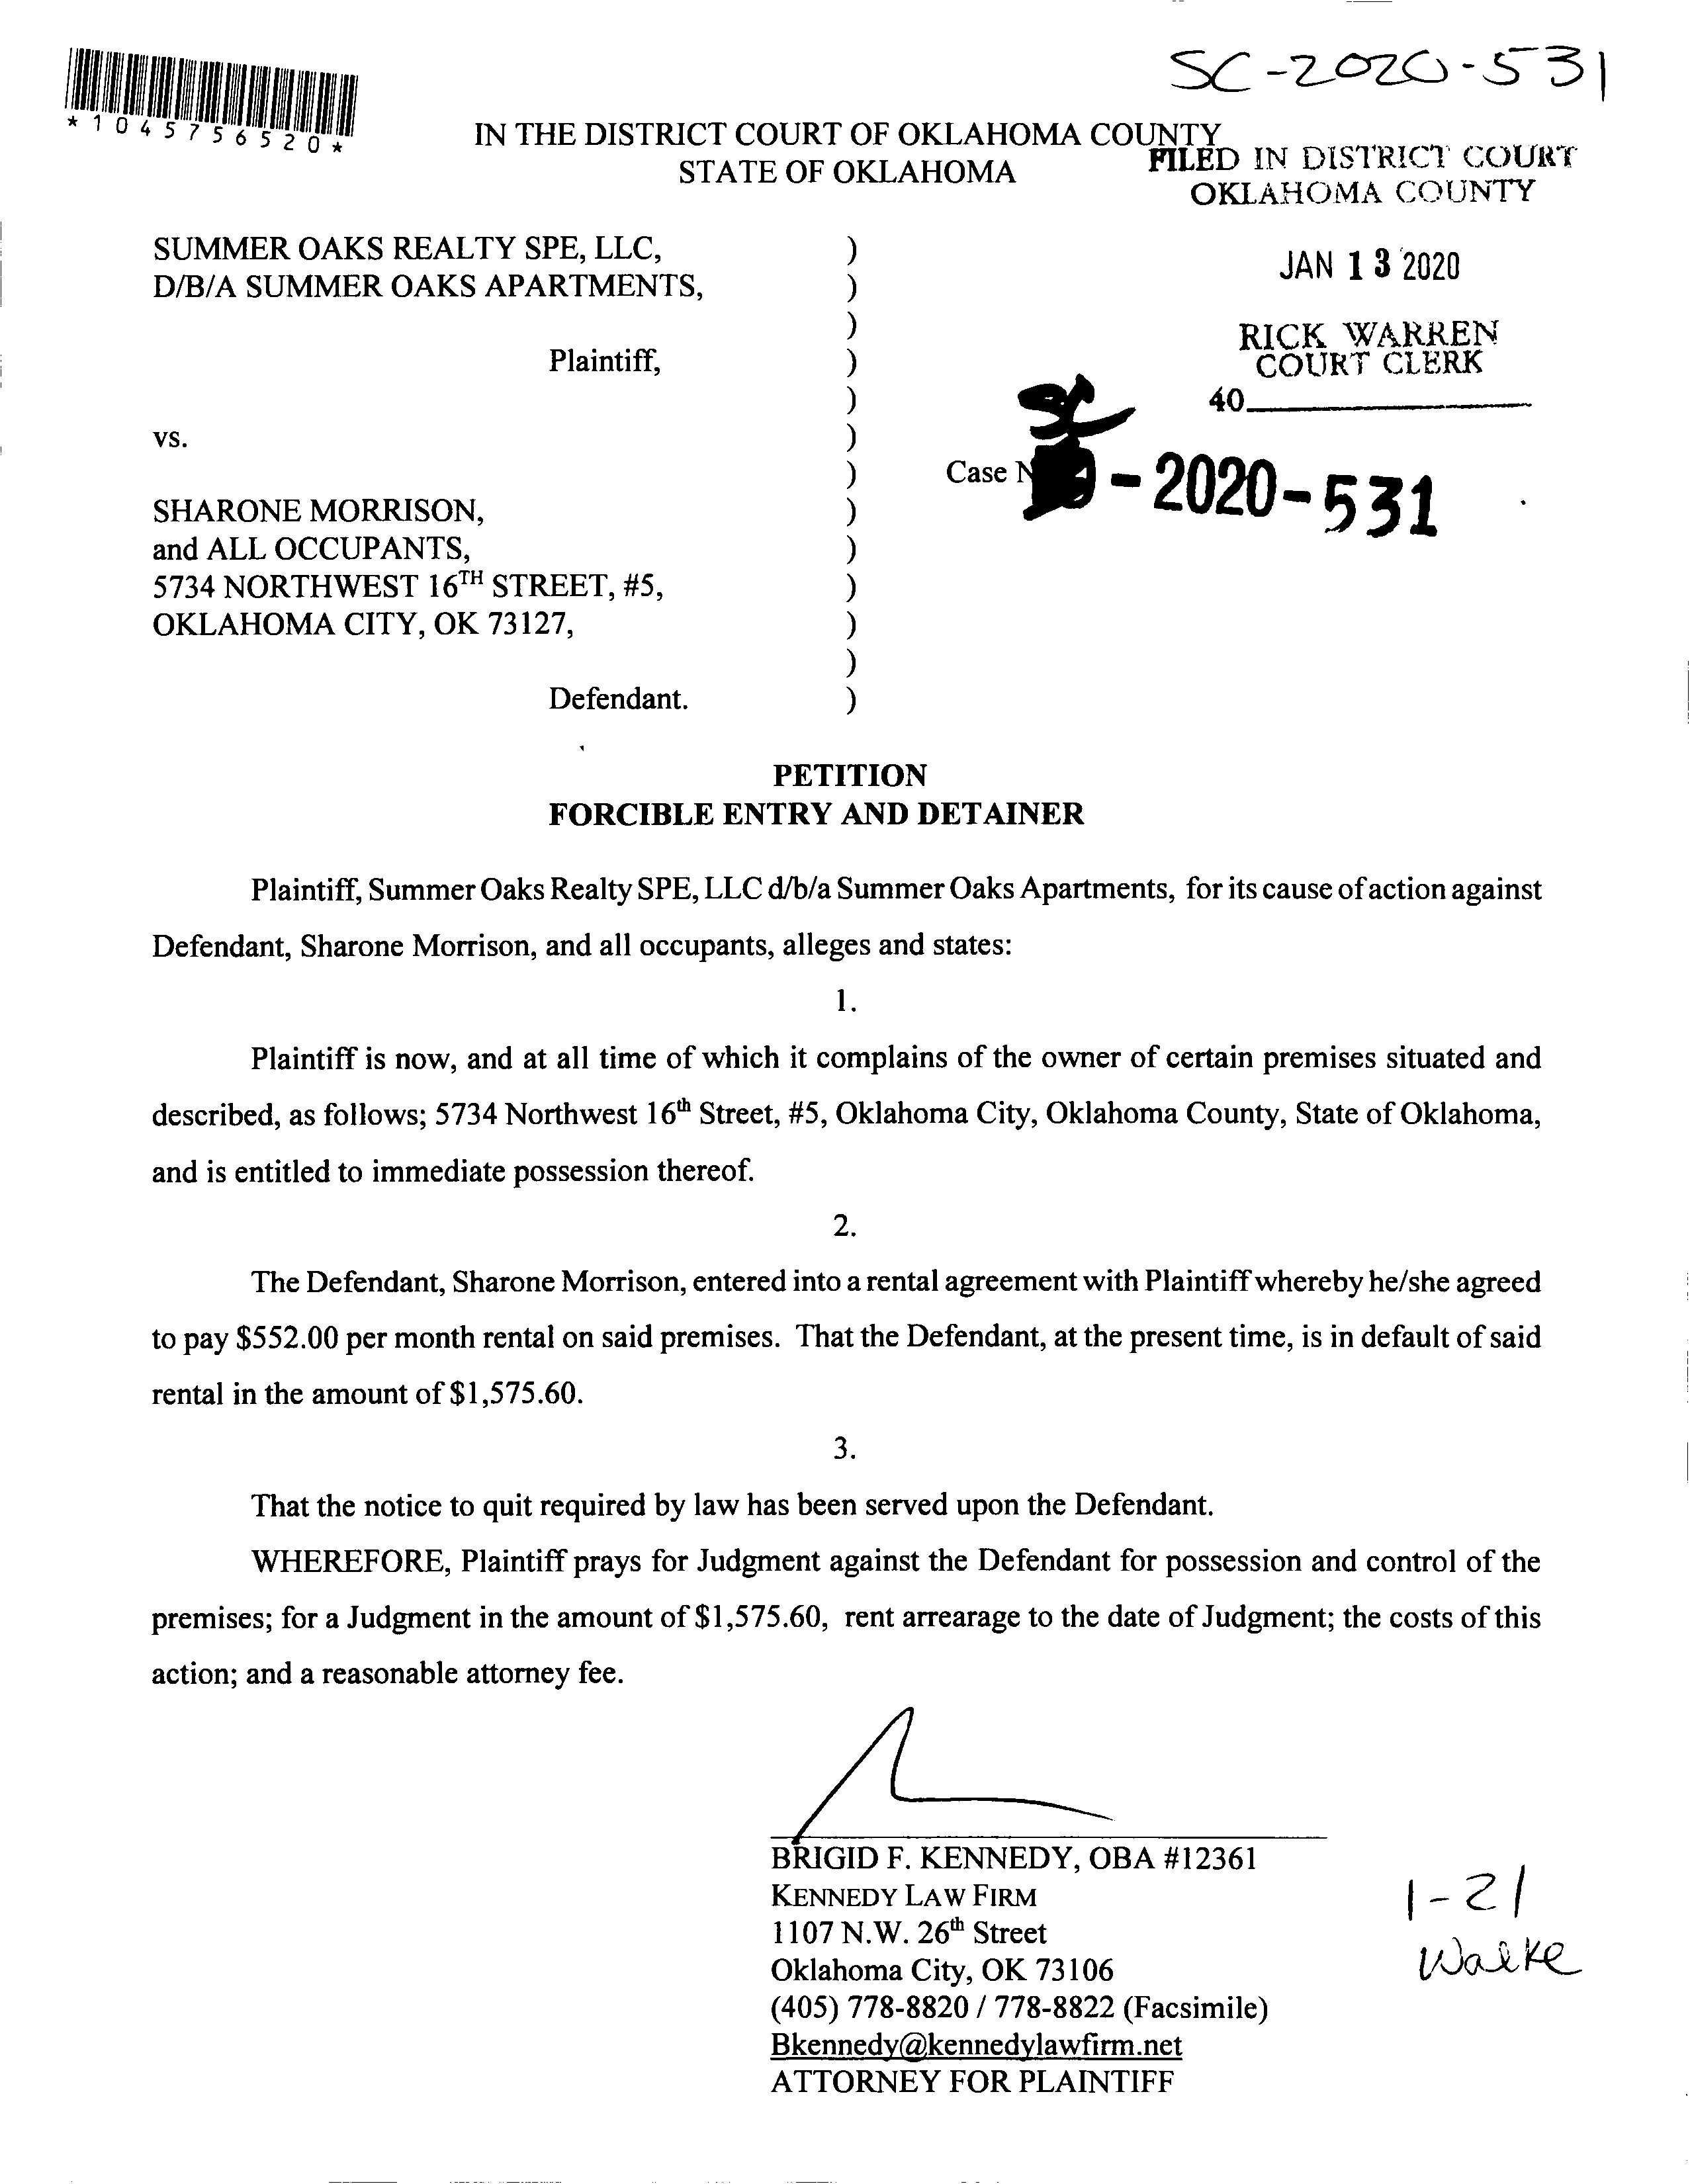 SC-2020-531
*1045756520*
IN THE DISTRICT COURT OF OKLAHOMA COUNTY
STATE OF OKLAHOMA
FILED IN DISTRICT COURT
OKLAHOMA COUNTY
SUMMER OAKS REALTY SPE, LLC, )
D/B/A SUMMER OAKS APARTMENTS, )
JAN 13 2020
)
Plaintiff, )
RICK WARREN
COURT CLERK
)
40
vs. )
)
Case SC-2020-531
SHARONE MORRISON, )
and ALL OCCUPANTS, )
5734 NORTHWEST 16TH STREET, #5, )
OKLAHOMA CITY, OK 73127, )
)
Defendant. )
PETITION
FORCIBLE ENTRY AND DETAINER
Plaintiff, Summer Oaks Realty SPE, LLC d/b/a Summer Oaks Apartments, for its cause of action against
Defendant, Sharone Morrison, and all occupants, alleges and states:
1.
Plaintiff is now, and at all time of which it complains of the owner of certain premises situated and
described, as follows; 5734 Northwest 16th Street, #5, Oklahoma City, Oklahoma County, State of Oklahoma,
and is entitled to immediate possession thereof.
2.
The Defendant, Sharone Morrison, entered into a rental agreement with Plaintiff whereby he/she agreed
to pay $552.00 per month rental on said premises. That the Defendant, at the present time, is in default of said
rental in the amount of $1,575.60.
3.
That the notice to quit required by law has been served upon the Defendant.
WHEREFORE, Plaintiff prays for Judgment against the Defendant for possession and control of the
premises; for a Judgment in the amount of $1,575.60, rent arrearage to the date of Judgment; the costs of this
action; and a reasonable attorney fee.
BRIGID F. KENNEDY, OBA #12361
KENNEDY LAW FIRM
1107 N.W. 26th Street
Oklahoma City, OK 73106
(405) 778-8820 / 778-8822 (Facsimile)
Bkennedy@kennedylawfirm.net
ATTORNEY FOR PLAINTIFF
1-21
Walke